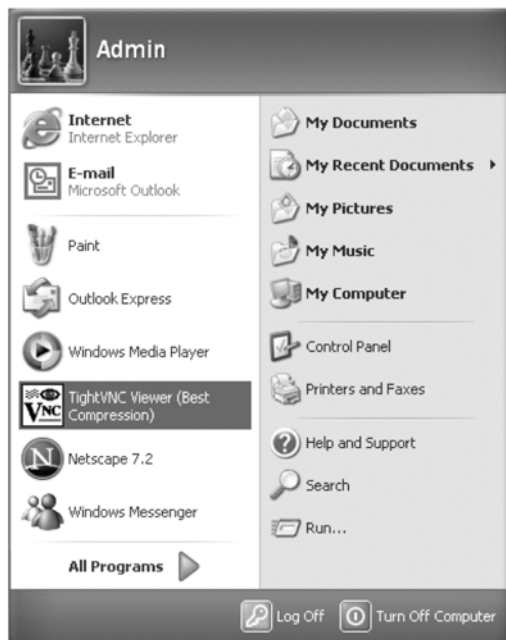 Admin
Internet
Internet Explorer
E-mail
Microsoft Outlook
Paint
Outlook Express
Windows Media Player
VNC
TightVNC Viewer (Best
Compression)
N
Netscape 7.2
Windows Messenger
All Programs
My Documents
My Recent Documents
My Pictures
My Music
My Computer
Control Panel
Printers and Faxes
Help and Support
Search
Run...
Log Off
Turn Off Computer